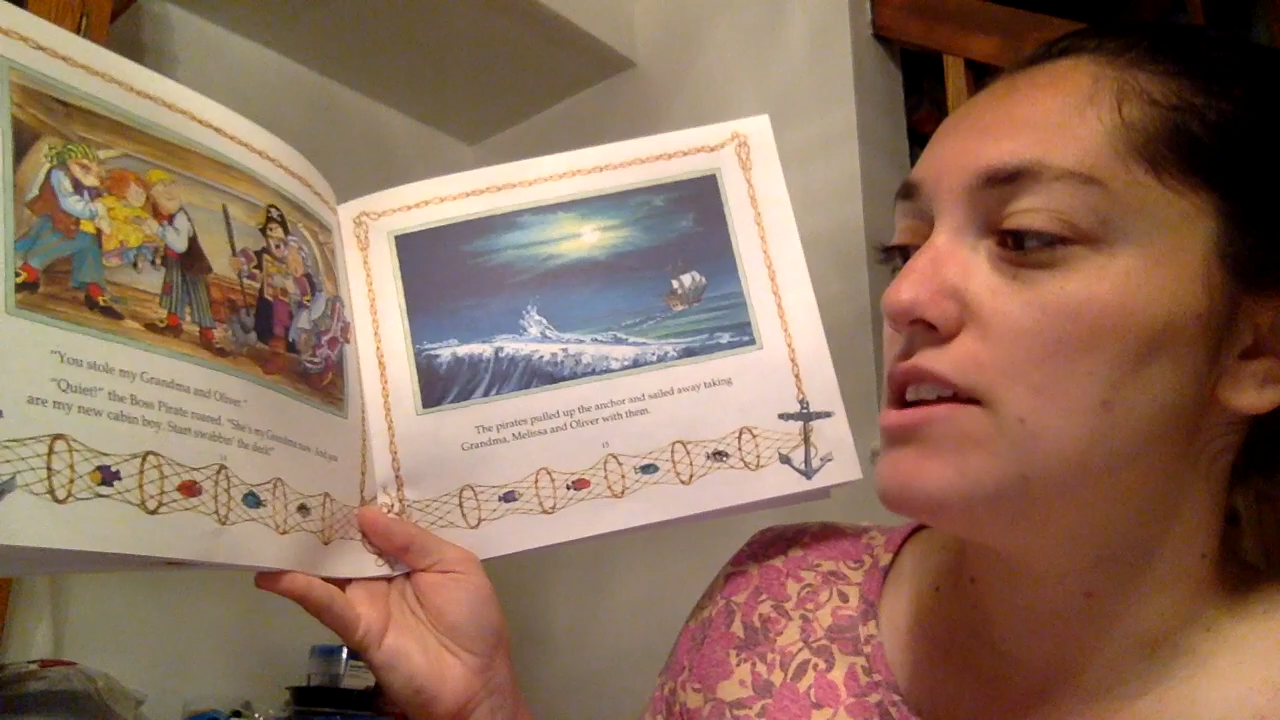 "You stole my Grandma and Oliver."
"Quiet!" the Boss Pirate roared. "She's my Grandma now. And you
are my new cabin boy. Start swabbin' the deck!"
The pirates pulled up the anchor and sailed away taking
Grandma, Melissa and Oliver with them.
15